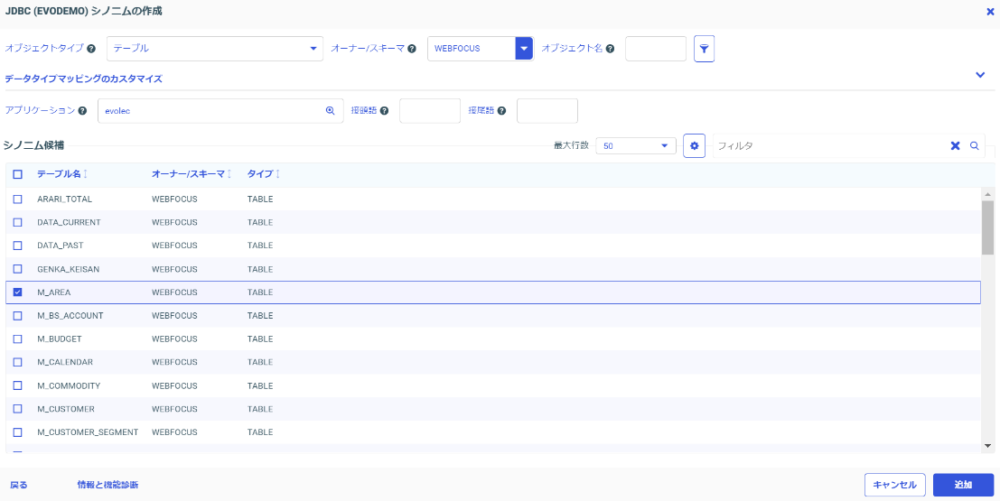 JDBC (EVODEMO) シノニムの作成
オブジェクトタイプ テーブル オーナー/スキーマ WEBFOCUS オブジェクト名
データタイプマッピングのカスタマイズ
アプリケーション evolec 接頭語 接尾語
シノニム候補 最大行数 50 フィルタ
テーブル名 オーナー/スキーマ タイプ
ARARI_TOTAL WEBFOCUS TABLE
DATA_CURRENT WEBFOCUS TABLE
DATA_PAST WEBFOCUS TABLE
GENKA_KEISAN WEBFOCUS TABLE
M_AREA WEBFOCUS TABLE
M_BS_ACCOUNT WEBFOCUS TABLE
M_BUDGET WEBFOCUS TABLE
M_CALENDAR WEBFOCUS TABLE
M_COMMODITY WEBFOCUS TABLE
M_CUSTOMER WEBFOCUS TABLE
M_CUSTOMER_SEGMENT WEBFOCUS TABLE
戻る 情報と機能診断 キャンセル 追加